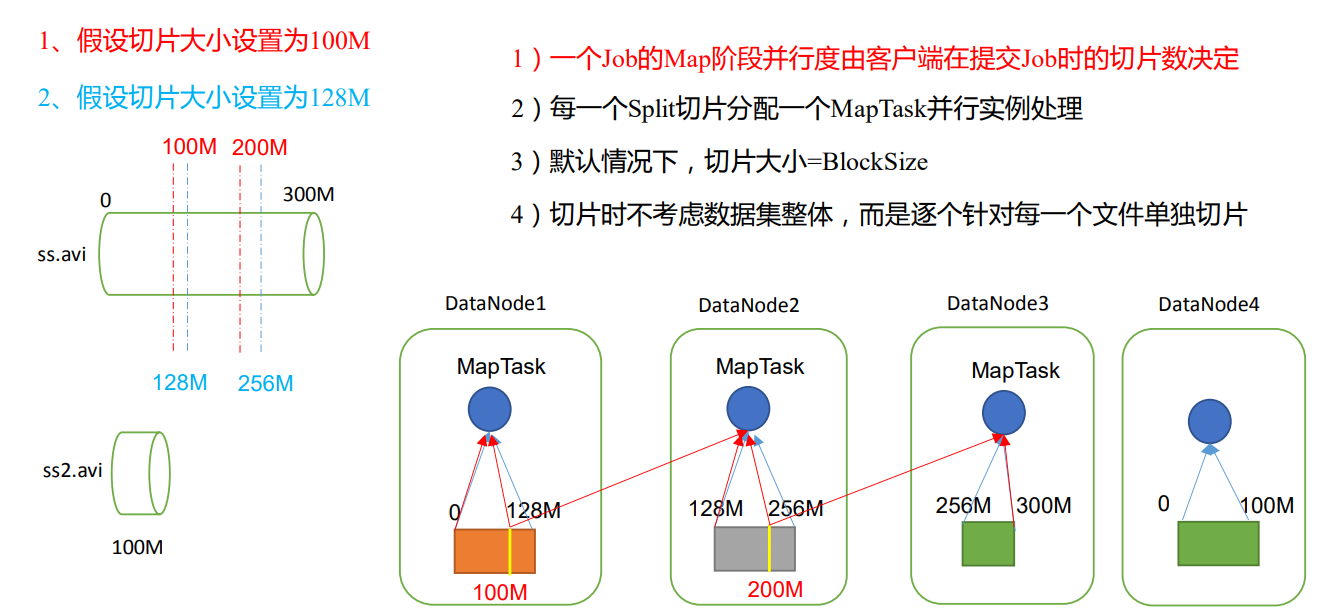 1、假设切片大小设置为100M
2、假设切片大小设置为128M
100M 200M
0 300M
ss.avi
128M 256M
ss2.avi
100M
1）一个Job的Map阶段并行度由客户端在提交Job时的切片数决定
2）每一个Split切片分配一个MapTask并行实例处理
3）默认情况下，切片大小=BlockSize
4）切片时不考虑数据集整体，而是逐个针对每一个文件单独切片
DataNode1 DataNode2 DataNode3 DataNode4
MapTask MapTask MapTask
0 128M 128M 256M 256M 300M 0 100M
100M 200M